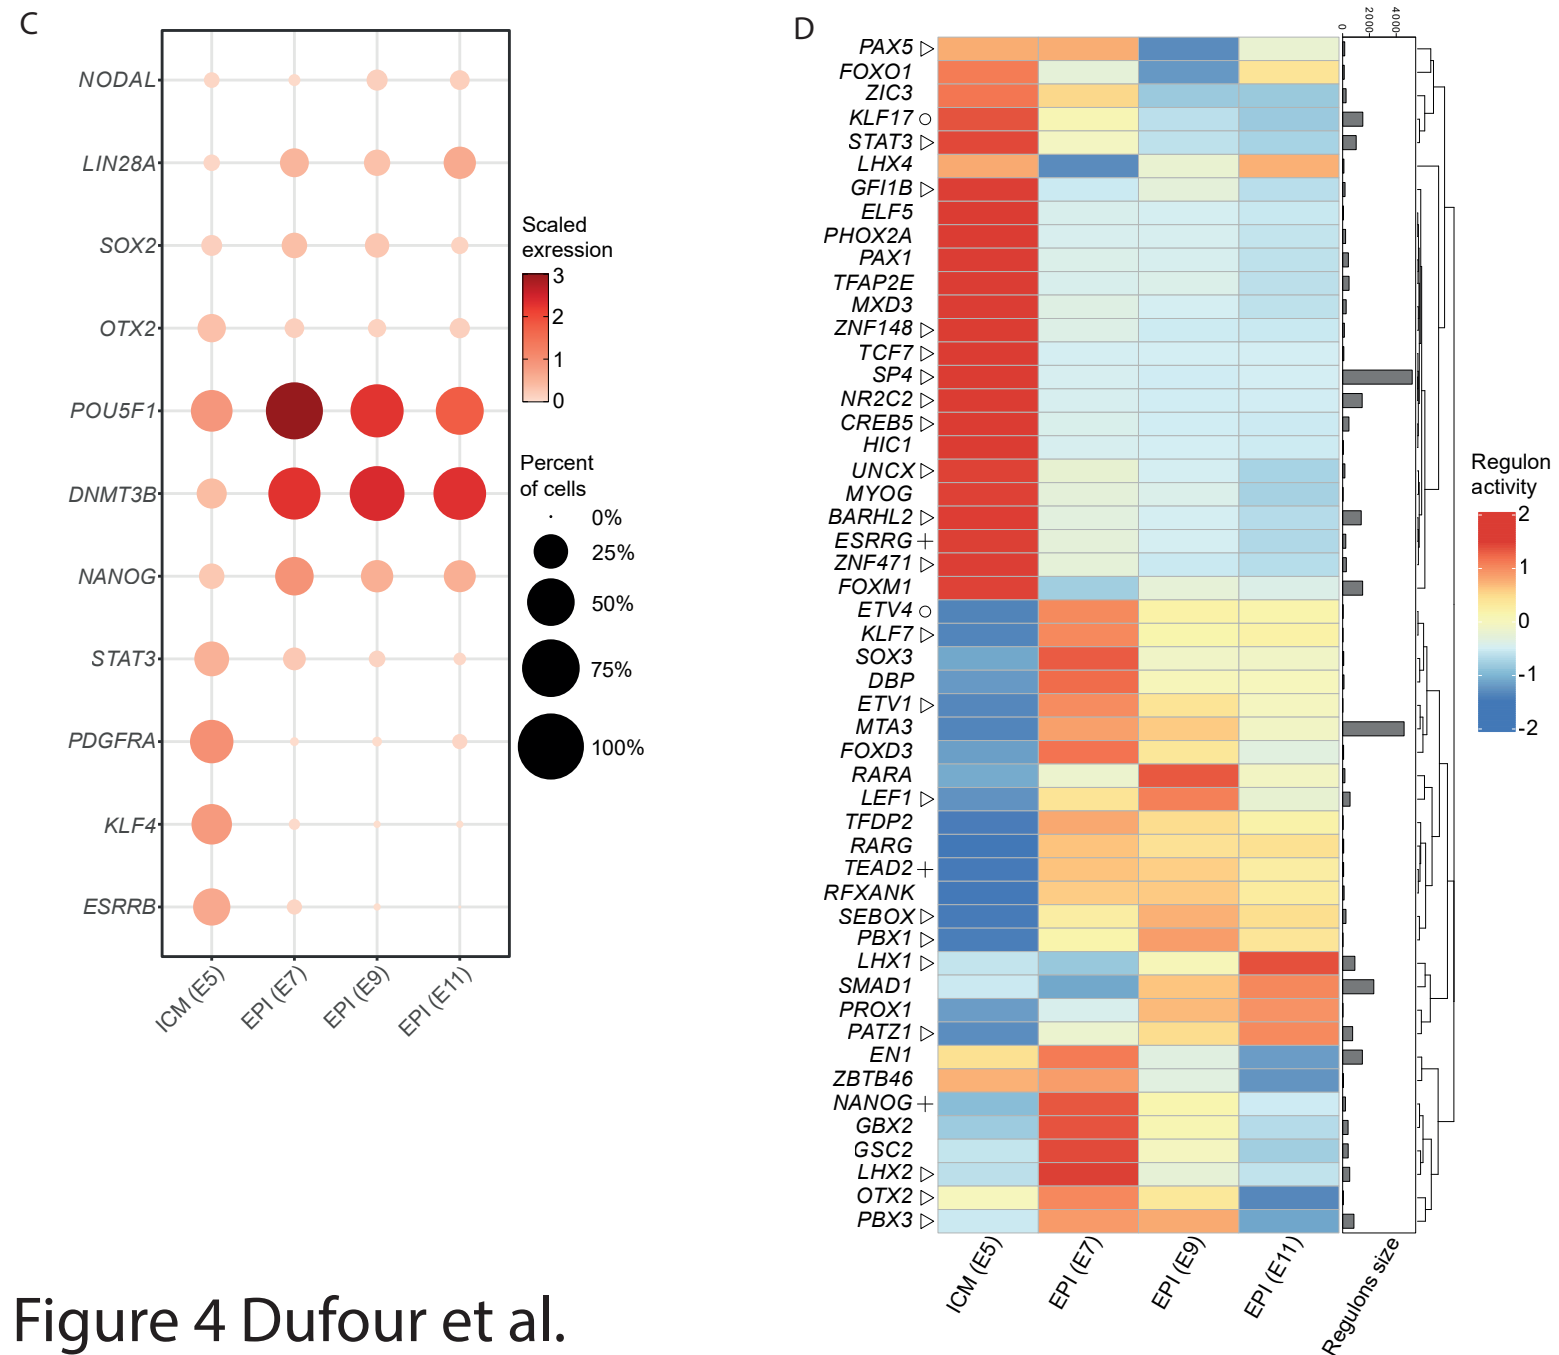 C
NODAL
LIN28A
SOX2
OTX2
POU5F1
DNMT3B
NANOG
STAT3
PDGFRA
KLF4
ESRRB
ICM (E5)
EPI (E7)
EPI (E9)
EPI (E11)
Scaled
exression
3
2
1
0
Percent
of cells
0%
25%
50%
75%
100%
D
0
2000
4000
PAX5
FOXO1
ZIC3
KLF17
STAT3
LHX4
GFI1B
ELF5
PHOX2A
PAX1
TFAP2E
MXD3
ZNF148
TCF7
SP4
NR2C2
CREB5
HIC1
UNCX
MYOG
BARHL2
ESRRG
ZNF471
FOXM1
ETV4
KLF7
SOX3
DBP
ETV1
MTA3
FOXD3
RARA
LEF1
TFDP2
RARG
TEAD2
RFXANK
SEBOX
PBX1
LHX1
SMAD1
PROX1
PATZ1
EN1
ZBTB46
NANOG
GBX2
GSC2
LHX2
OTX2
PBX3
ICM (E5)
EPI (E7)
EPI (E9)
EPI (E11)
Regulons size
Regulon
activity
2
1
0
-1
-2
Figure 4 Dufour et al.